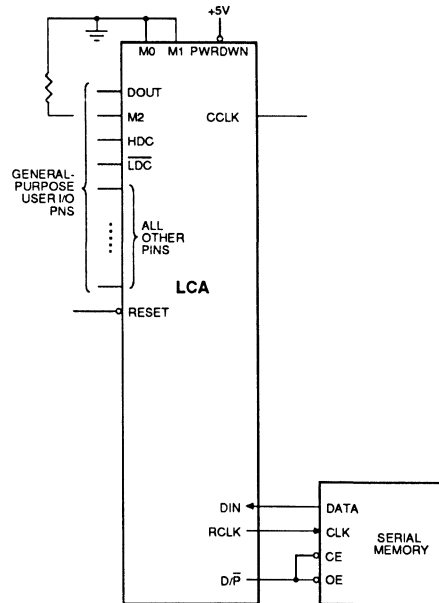 +5V
M0 M1 PWRDWN
DOUT
M2
CCLK
HDC
LDC
GENERAL-
PURPOSE
USER I/O
PNS
ALL
OTHER
PINS
LCA
RESET
DIN
DATA
RCLK
CLK
SERIAL
MEMORY
CE
D/P
OE